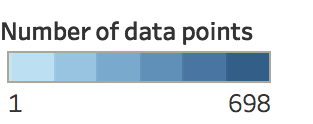 Number of data points
1 698